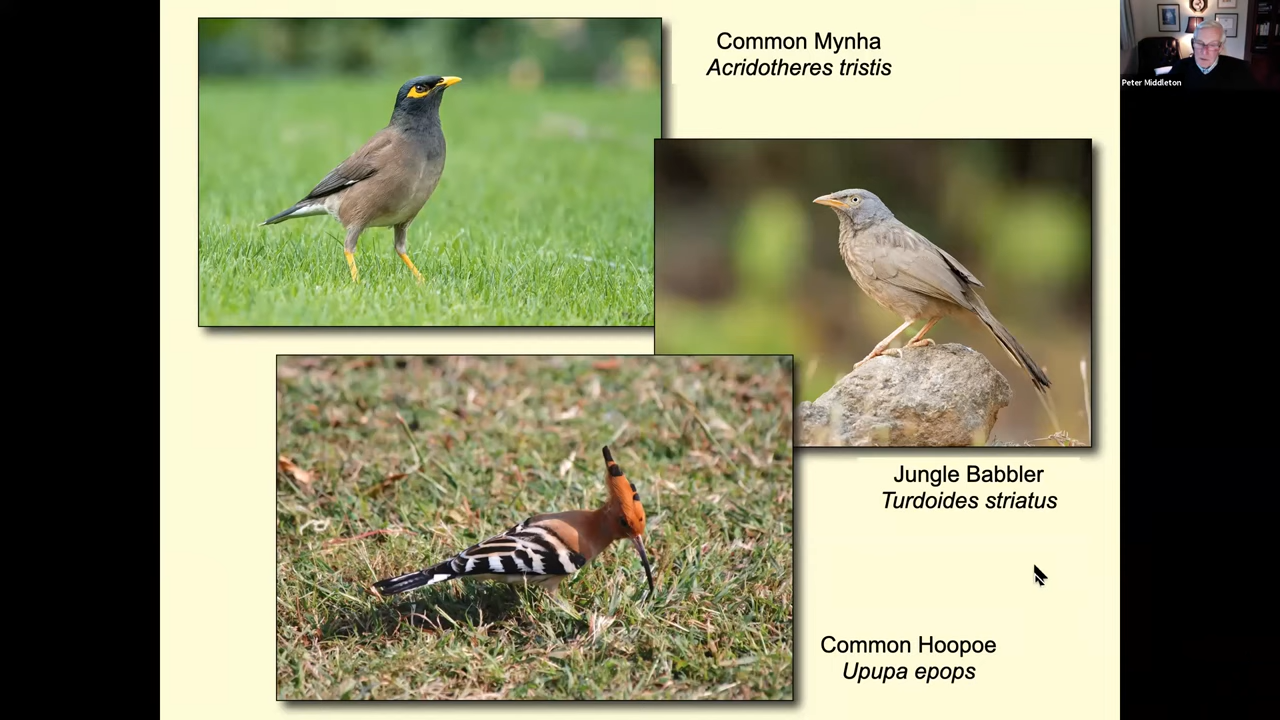 Common Mynha
Acridotheres tristis
Peter Middleton
Jungle Babbler
Turdoides striatus
Common Hoopoe
Upupa epops